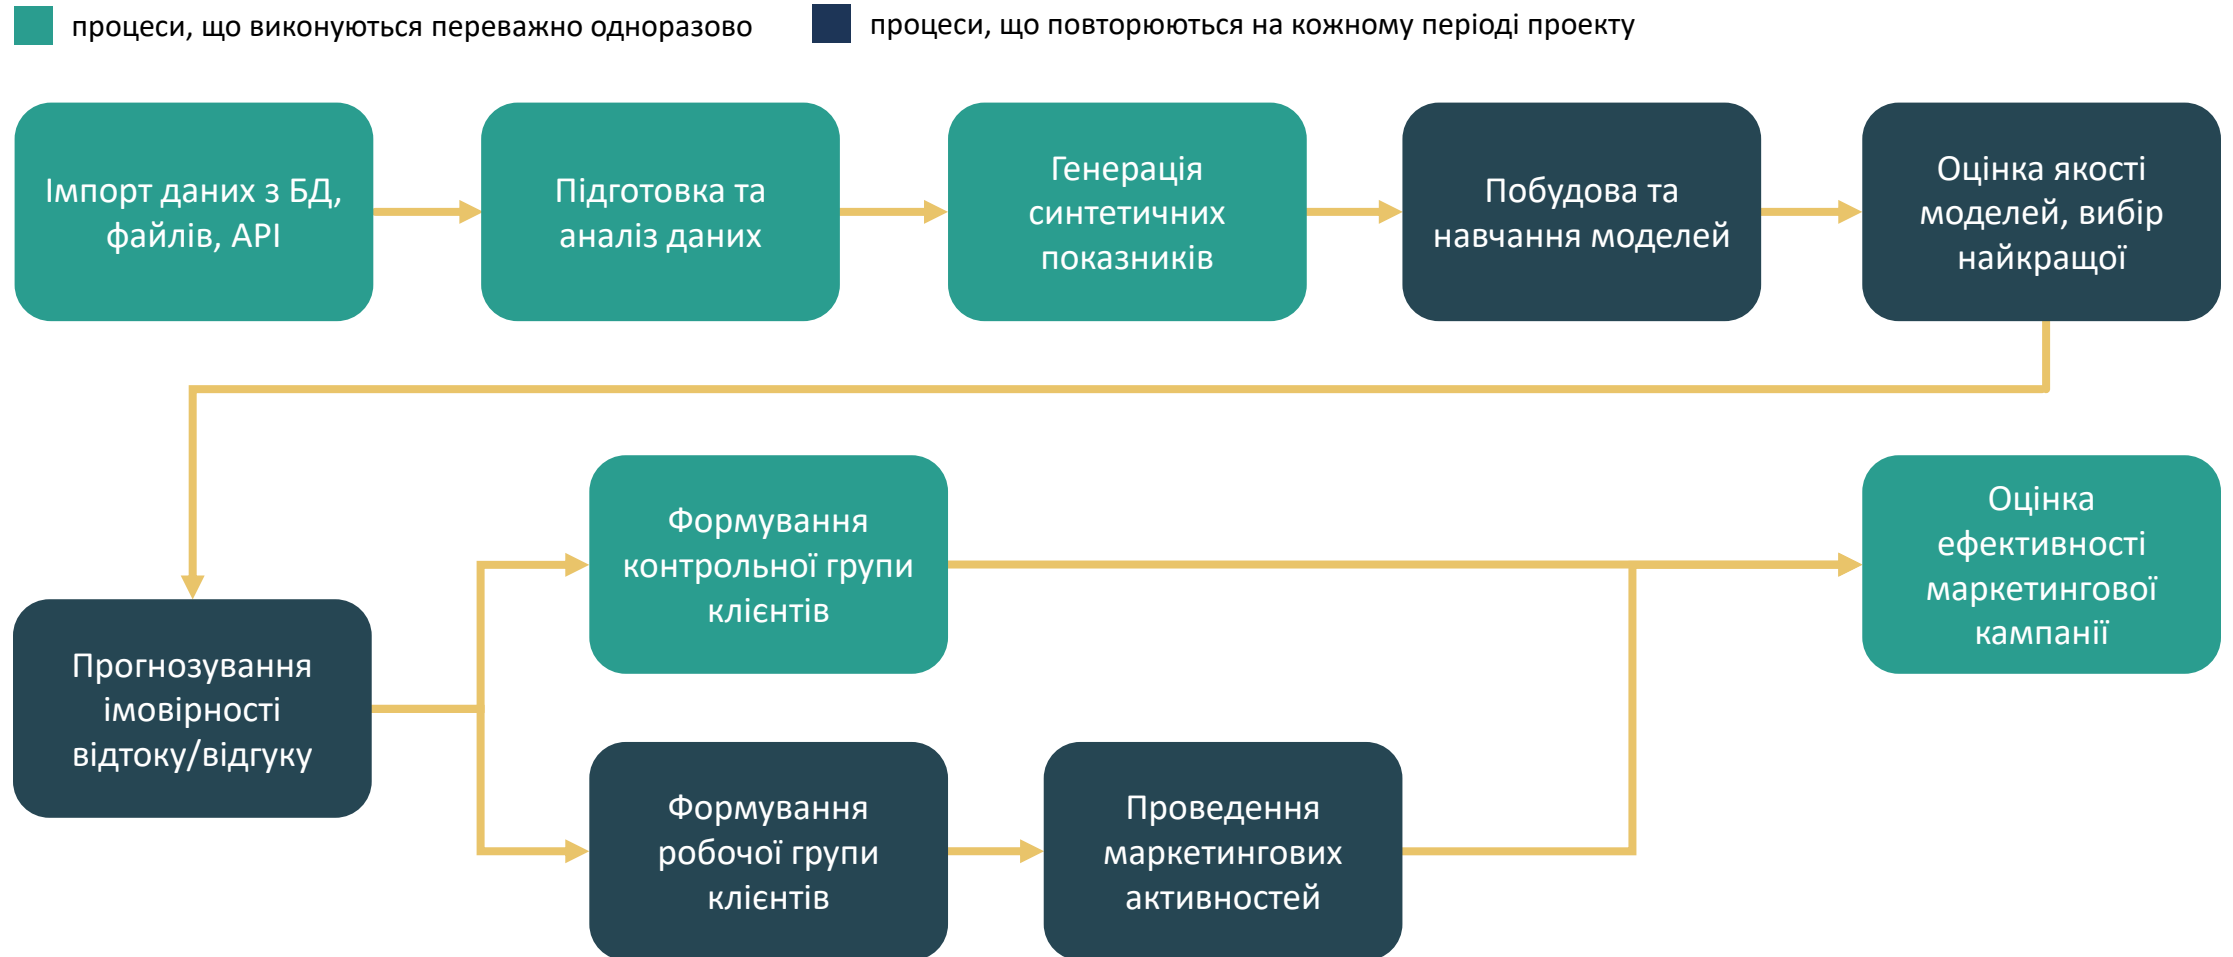 процеси, що виконуються переважно одноразово
процеси, що повторюються на кожному періоді проекту
Імпорт даних з БД,
файлів, API
Підготовка та
аналіз даних
Генерація
синтетичних
показників
Побудова та
навчання моделей
Оцінка якості
моделей, вибір
найкращої
Прогнозування
імовірності
відтоку/відгуку
Формування
контрольної групи
клієнтів
Формування
робочої групи
клієнтів
Проведення
маркетингових
активностей
Оцінка
ефективності
маркетингової
кампанії